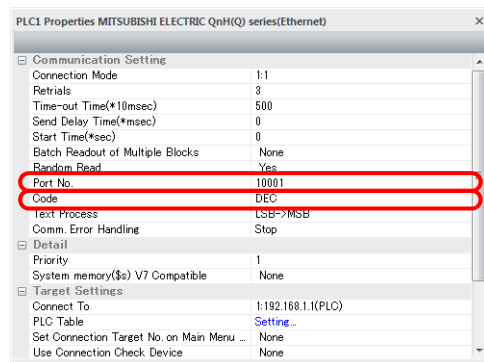 PLC1 Properties MITSUBISHI ELECTRIC QnH(Q) series(Ethernet)
Communication Setting
Connection Mode 1:1
Retrials 3
Time-out Time(*10msec) 500
Send Delay Time(*msec) 0
Start Time(*sec) 0
Batch Readout of Multiple Blocks None
Random Read Yes
Port No. 10001
Code DEC
Text Process LSB->MSB
Comm. Error Handling Stop
Detail
Priority 1
System memory($s) V7 Compatible None
Target Settings
Connect To 1:192.168.1.1(PLC)
PLC Table Setting...
Set Connection Target No. on Main Menu ... None
Use Connection Check Device None